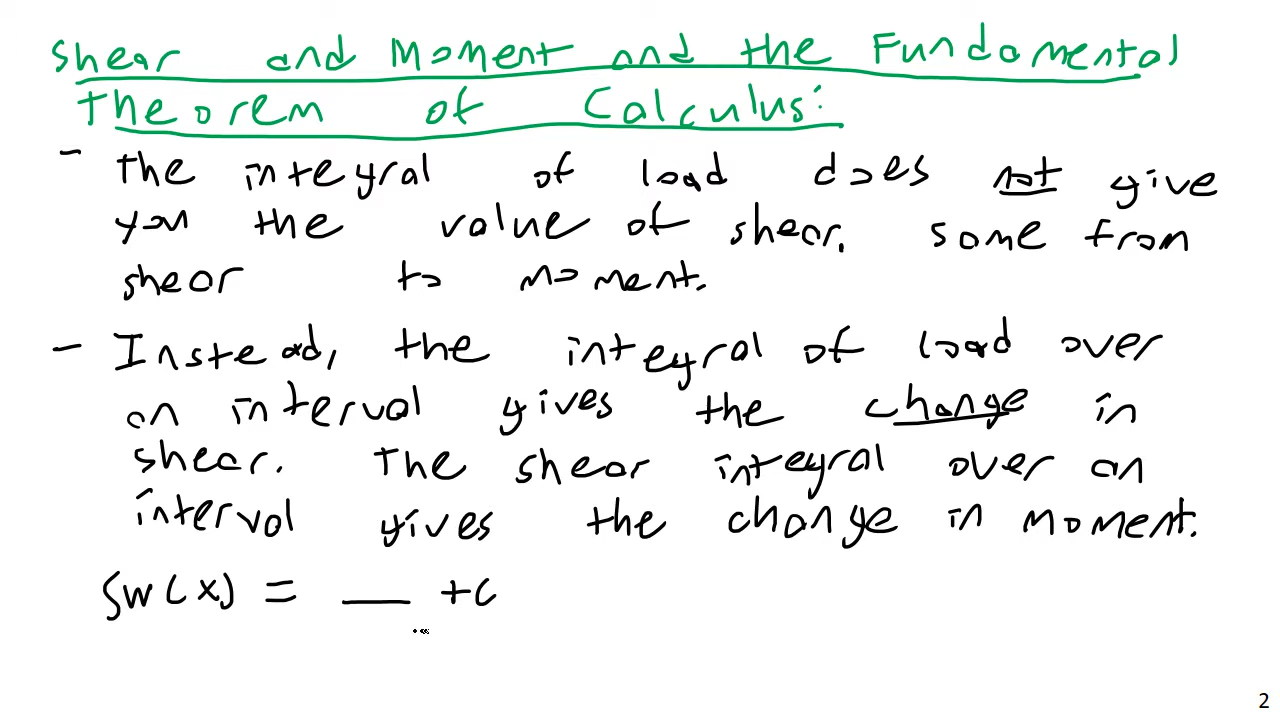 Shear and Moment and the Fundamental
Theorem of Calculus:
- The integral of load does not give
you the value of shear. Same from
shear to moment.
- Instead, the integral of load over
an interval gives the change in
shear. The shear integral over an
interval gives the change in moment.
∫w(x) = __ +C
2